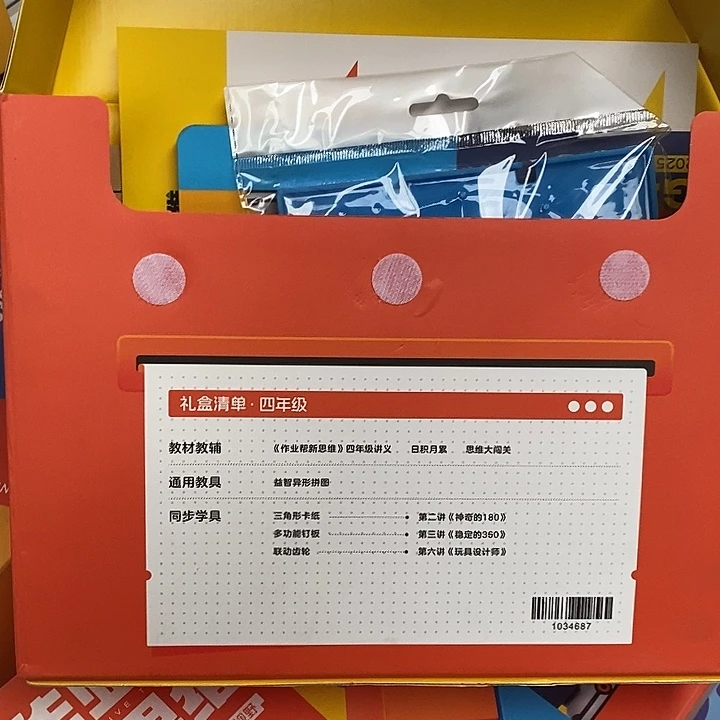 2025
礼盒清单·四年级
教材教辅 《作业帮新思维》四年级讲义 日积月累 思维大闯关
通用教具 益智异形拼图
同步学具 三角形卡纸 第二讲《神奇的180》
多功能钉板 第三讲《稳定的360》
联动齿轮 第六讲《玩具设计师》
1034687